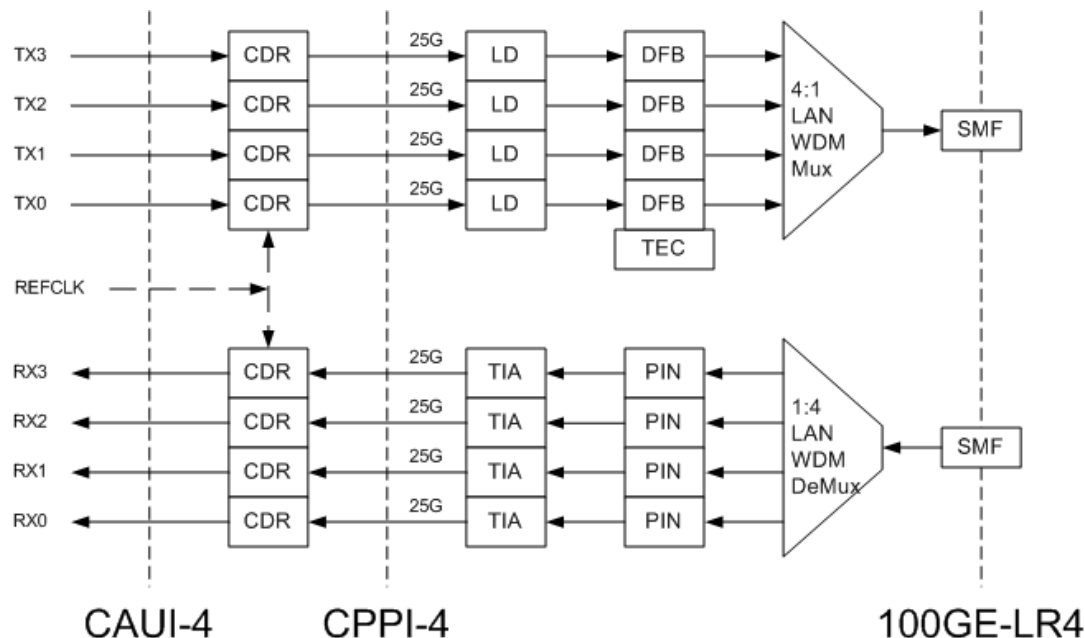 TX3 CDR 25G LD DFB
TX2 CDR 25G LD DFB
TX1 CDR 25G LD DFB
TX0 CDR 25G LD DFB
TEC
4:1
LAN
WDM
Mux
SMF
REFCLK
RX3 CDR 25G TIA PIN
RX2 CDR 25G TIA PIN
RX1 CDR 25G TIA PIN
RX0 CDR 25G TIA PIN
1:4
LAN
WDM
DeMux
SMF
CAUI-4 CPPI-4 100GE-LR4